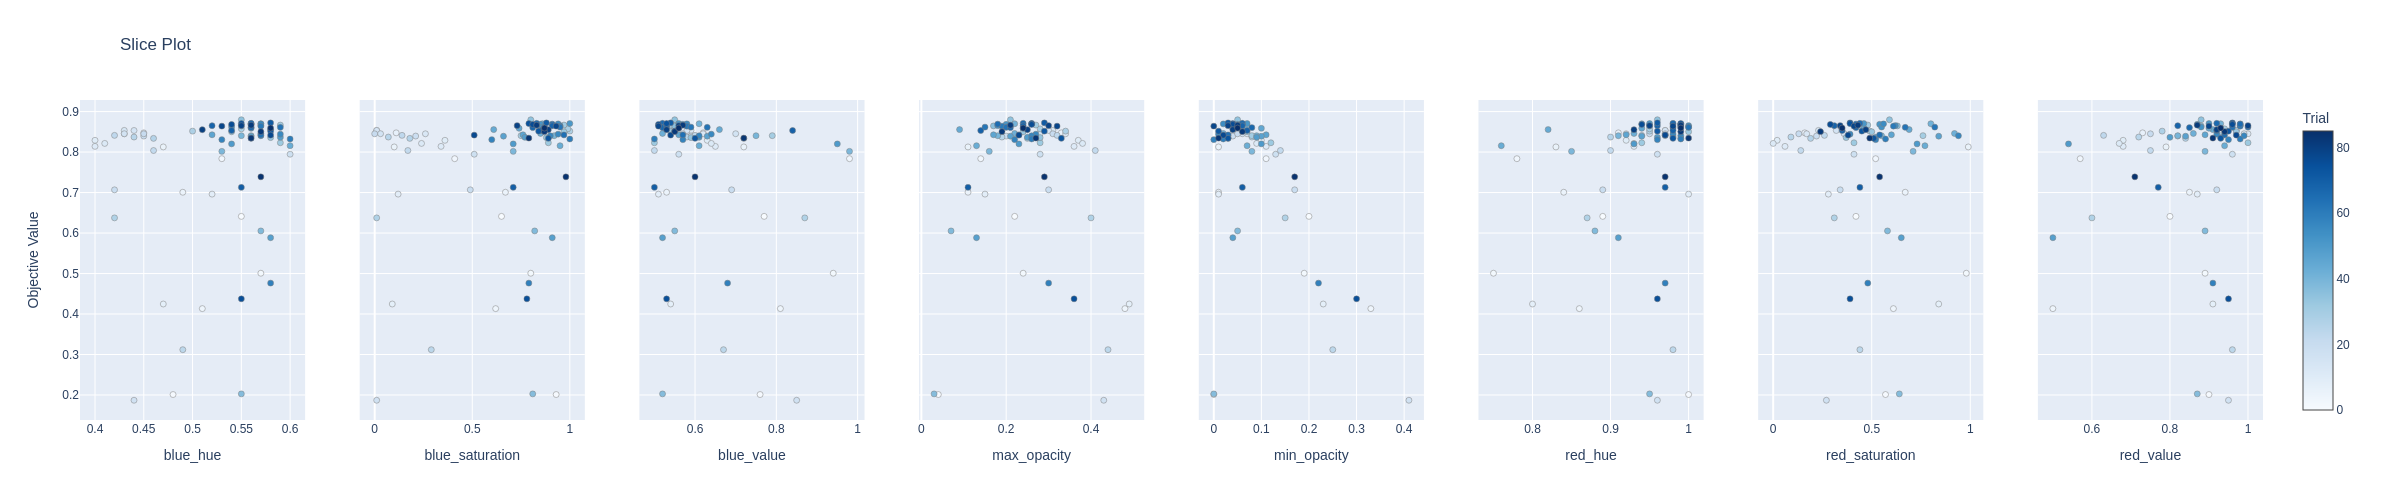 Slice Plot
Trial
Objective Value
0.9
0.8
0.7
0.6
0.5
0.4
0.3
0.2
80
60
40
20
0
0.4 0.45 0.5 0.55 0.6
0 0.5 1
0.6 0.8 1
0 0.2 0.4
0 0.1 0.2 0.3 0.4
0.8 0.9 1
0 0.5 1
0.6 0.8 1
blue_hue blue_saturation blue_value max_opacity min_opacity red_hue red_saturation red_value